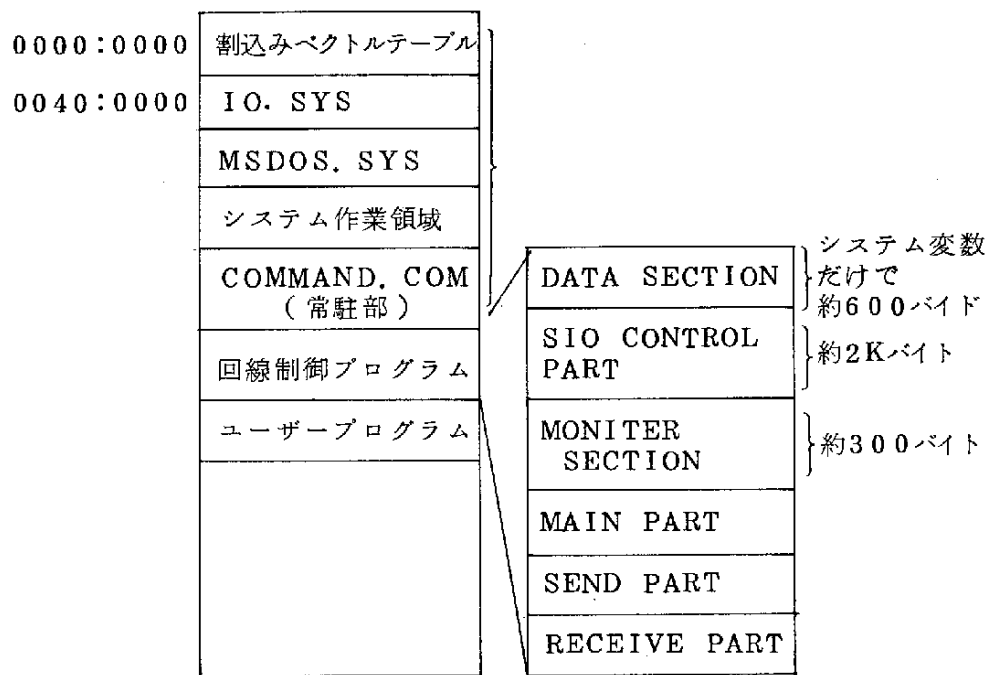 0000:0000 割込みベクトルテーブル
0040:0000 IO. SYS
MSDOS. SYS
システム作業領域
COMMAND. COM
(常駐部)
回線制御プログラム
ユーザープログラム
DATA SECTION
システム変数
だけで
約600バイド
SIO CONTROL
PART
約2Kバイト
MONITER
SECTION
約300バイト
MAIN PART
SEND PART
RECEIVE PART